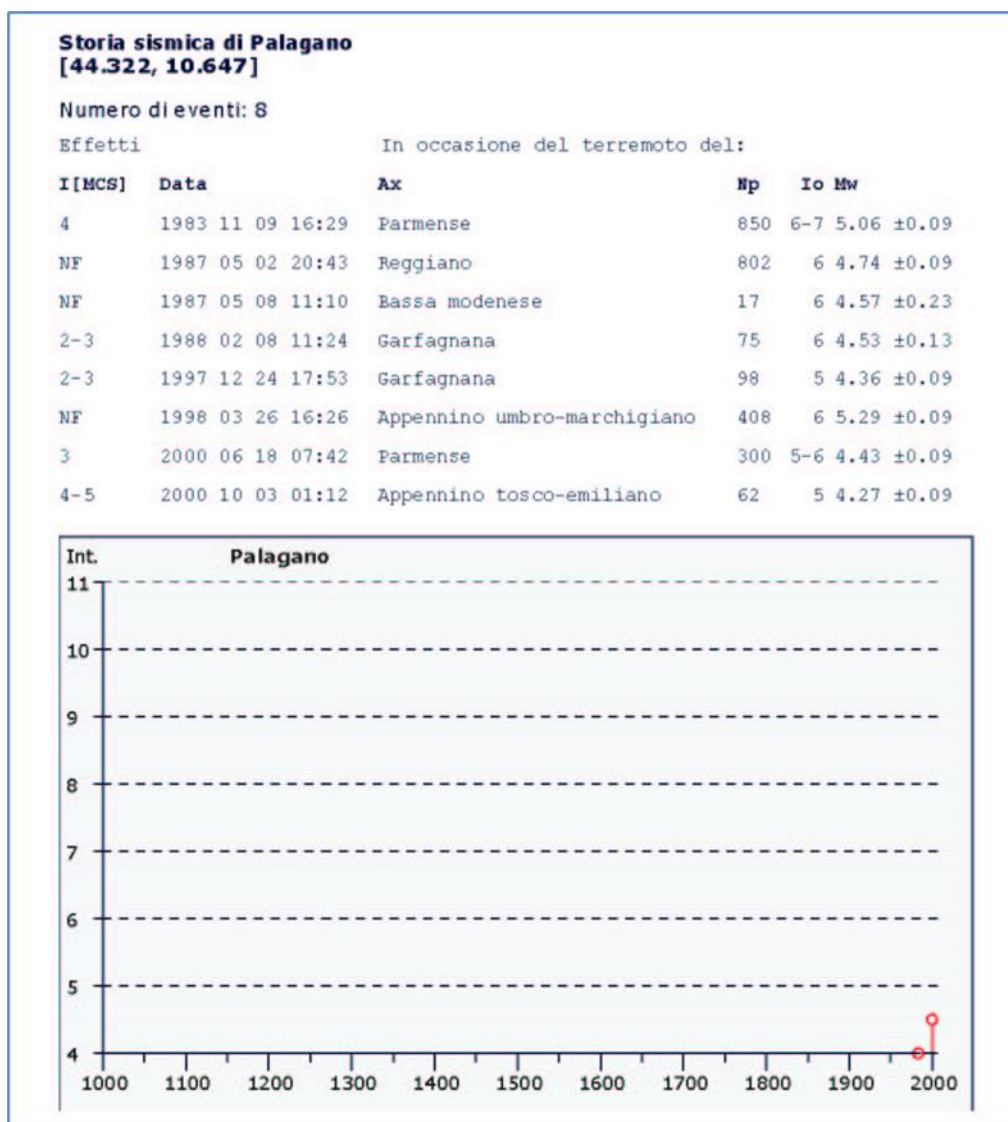 Storia sismica di Palagano
[44.322, 10.647]
Numero di eventi: 8
Effetti In occasione del terremoto del:
I[MCS] Data Ax Np Io Mw
4 1983 11 09 16:29 Parmense 850 6-7 5.06 ±0.09
NF 1987 05 02 20:43 Reggiano 802 6 4.74 ±0.09
NF 1987 05 08 11:10 Bassa modenese 17 6 4.57 ±0.23
2-3 1988 02 08 11:24 Garfagnana 75 6 4.53 ±0.13
2-3 1997 12 24 17:53 Garfagnana 98 5 4.36 ±0.09
NF 1998 03 26 16:26 Appennino umbro-marchigiano 408 6 5.29 ±0.09
3 2000 06 18 07:42 Parmense 300 5-6 4.43 ±0.09
4-5 2000 10 03 01:12 Appennino tosco-emiliano 62 5 4.27 ±0.09
Int. Palagano
11
10
9
8
7
6
5
4
1000 1100 1200 1300 1400 1500 1600 1700 1800 1900 2000